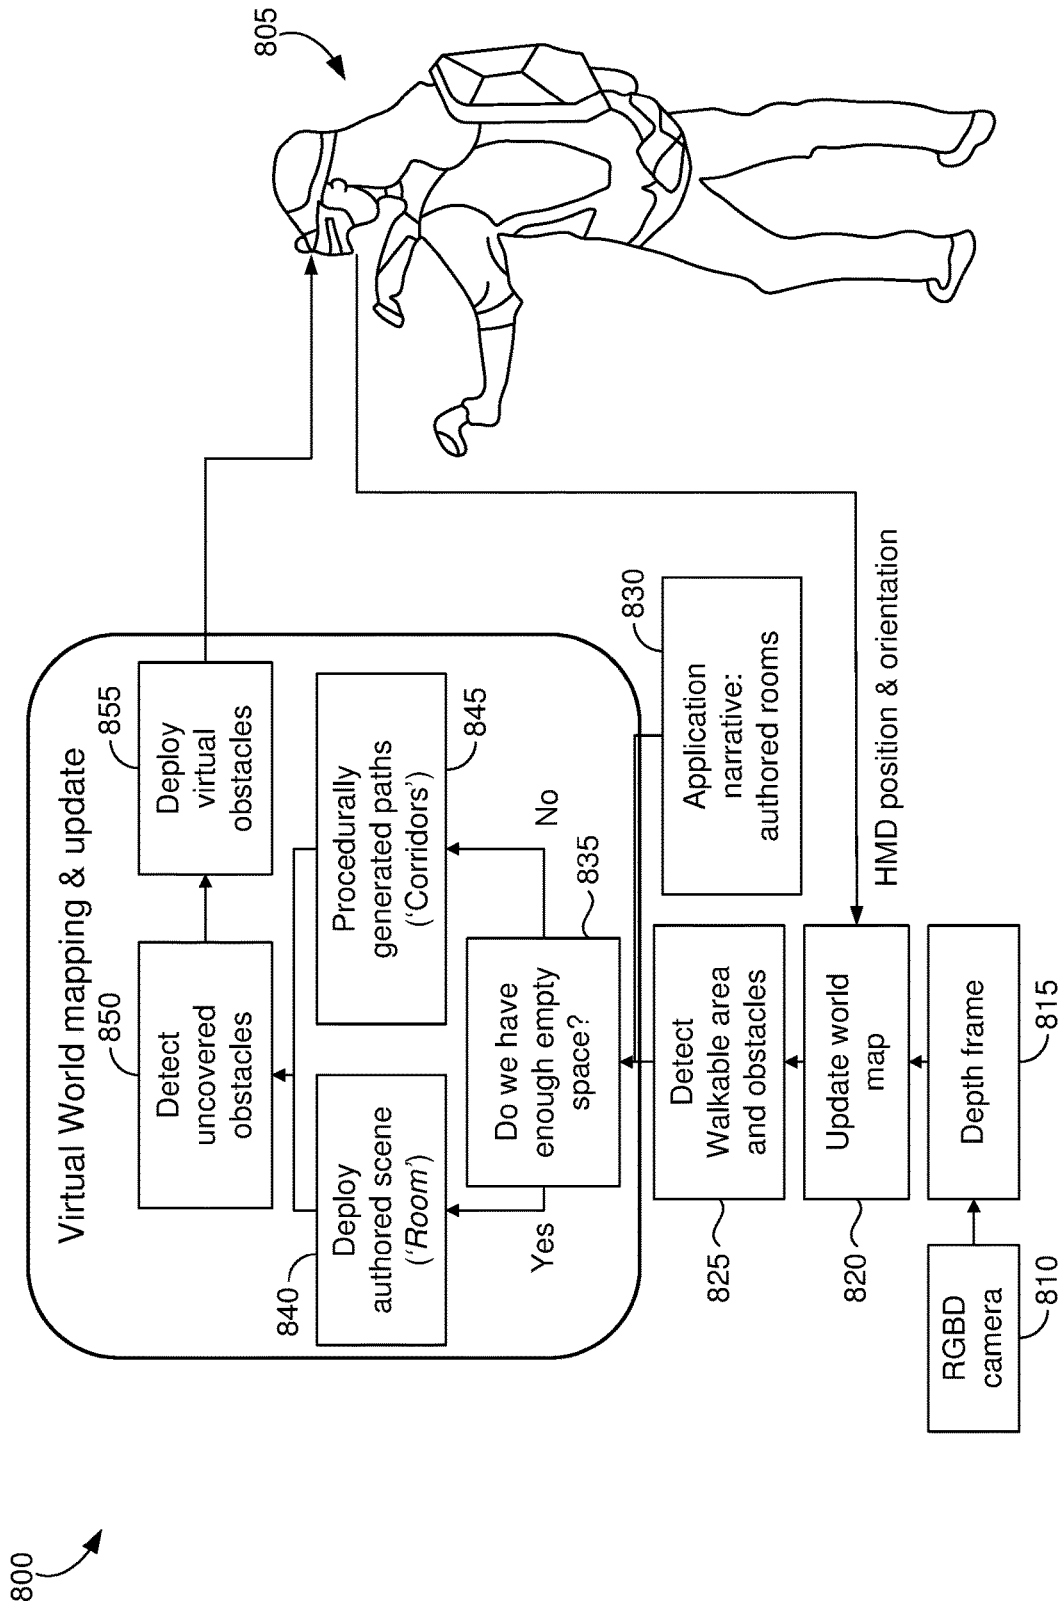 800
805
Virtual World mapping & update
850
Detect
uncovered
obstacles
855
Deploy
virtual
obstacles
840
Deploy
authored scene
(‘Room’)
Procedurally
generated paths
(‘Corridors’)
845
Yes
No
Do we have
enough empty
space?
835
825
Detect
Walkable area
and obstacles
830
Application
narrative:
authored rooms
820
Update world
map
HMD position & orientation
RGBD
camera
810
Depth frame
815